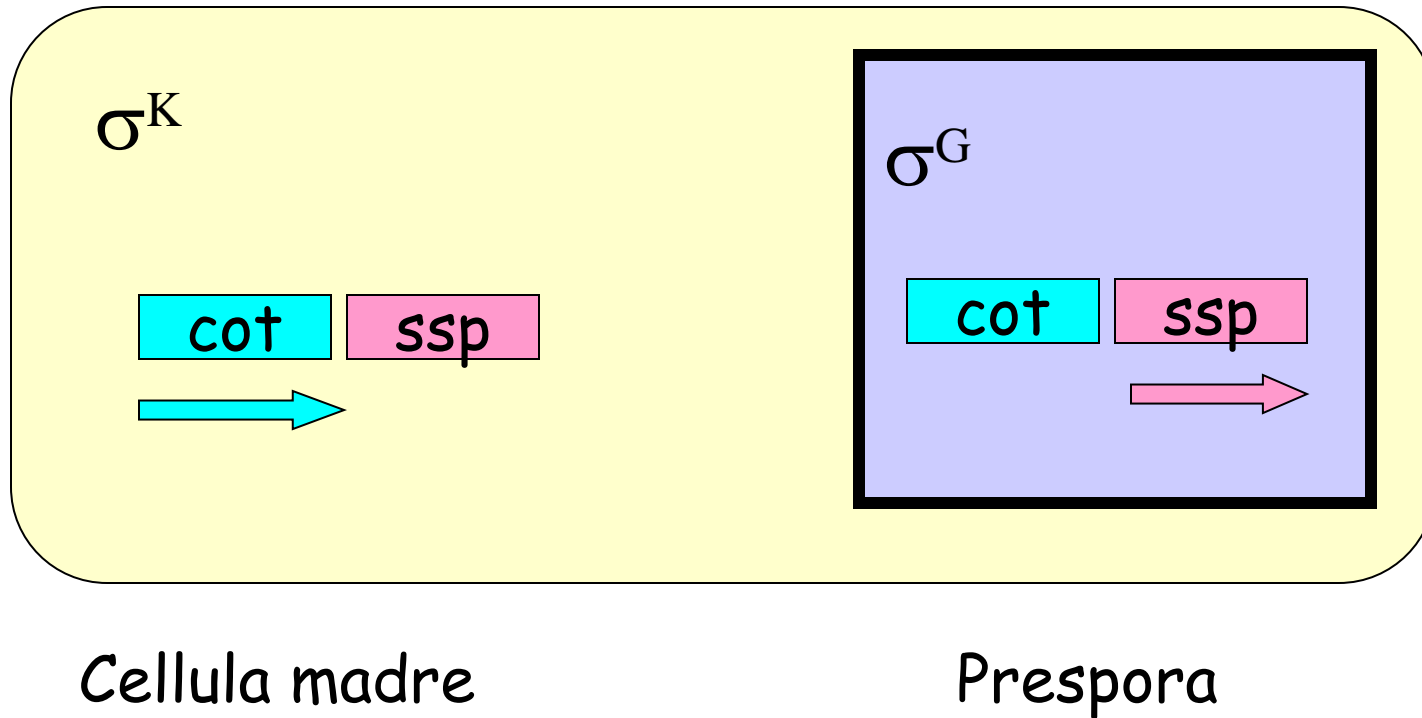 σᴷ
σᴳ
cot ssp
cot ssp
Cellula madre
Prespora